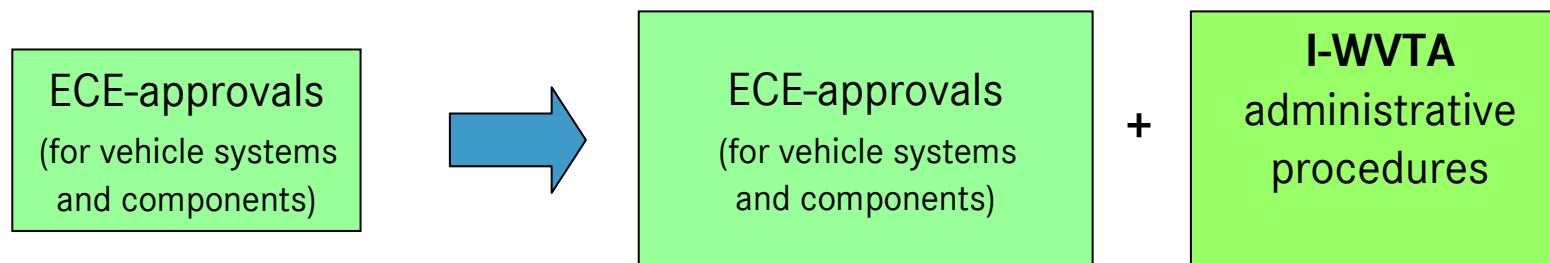 ECE-approvals
(for vehicle systems
and components)
ECE-approvals
(for vehicle systems
and components)
+
I-WVTA
administrative
procedures